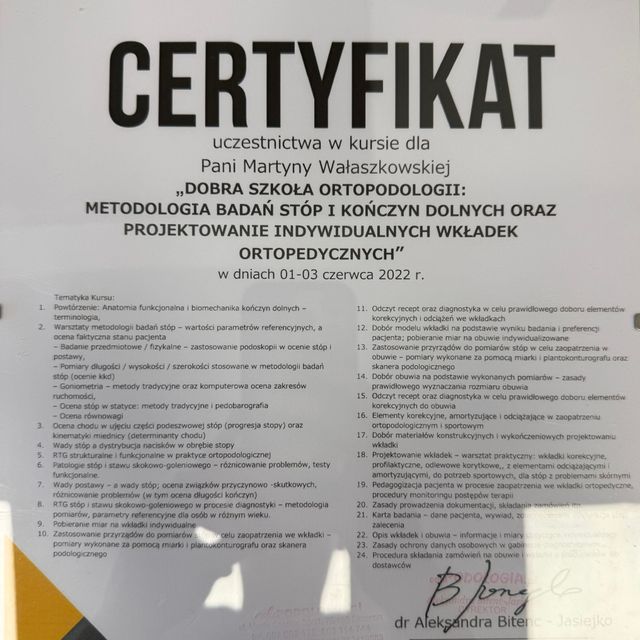 CERTYFIKAT
uczestnictwa w kursie dla
Pani Martyny Wałaszkowskiej
„DOBRA SZKOŁA ORTOPODOLOGII:
METODOLOGIA BADAŃ STÓP I KOŃCZYN DOLNYCH ORAZ
PROJEKTOWANIE INDYWIDUALNYCH WKŁADEK
ORTOPEDYCZNYCH”
w dniach 01-03 czerwca 2022 r.
Tematyka Kursu:
1. Powtórzenie: Anatomia funkcjonalna i biomechanika kończyn dolnych –
terminologia,
2. Warsztaty metodologii badań stóp – wartości parametrów referencyjnych, a
ocena faktyczna stanu pacjenta
– Badanie przedmiotowe / fizykalne – zastosowanie podoskopii w ocenie stóp i
postawy,
– Pomiary długości / wysokości / szerokości stosowane w metodologii badań
stóp (ocenie kkd)
– Goniometria – metody tradycyjne oraz komputerowa ocena zakresów
ruchomości,
– Ocena stóp w statyce: metody tradycyjne i pedobarografia
– Ocena równowagi
3. Ocena chodu w ujęciu części podeszwowej stóp (progresja stopy) oraz
kinematyki miednicy (determinanty chodu)
4. Wady stóp a dystrybucja nacisków w obrębie stopy
5. RTG strukturalne i funkcjonalne w praktyce ortopodologicznej
6. Patologie stóp i stawu skokowo-goleniowego – różnicowanie problemów, testy
funkcjonalne.
7. Wady postawy – a wady stóp; ocena związków przyczynowo -skutkowych,
różnicowanie problemów (w tym ocena długości kończyn)
8. RTG stóp i stawu skokowo-goleniowego w procesie diagnostyki – metodologia
pomiarów, parametry referencyjne dla osób w różnym wieku.
9. Pobieranie miar na wkładki indywidualne
10. Zastosowanie przyrządów do pomiarów celu zaopatrzenia we wkładki –
pomiary wykonane za pomocą miarki i plantokonturografu oraz skanera
podologicznego
11. Odczyt recept oraz diagnostyka w celu prawidłowego doboru elementów
korekcyjnych i odciążeń we wkładkach
12. Dobór modelu wkładki na podstawie wyniku badania i preferencji
pacjenta; pobieranie miar na obuwie indywidualizowane
13. Zastosowanie przyrządów do pomiarów stóp w celu zaopatrzenia w
obuwie – pomiary wykonane za pomocą miarki i plantokonturografu oraz
skanera podologicznego
14. Dobór obuwia na podstawie wykonanych pomiarów – zasady
prawidłowego wyznaczania rozmiaru obuwia
15. Odczyt recept oraz diagnostyka w celu prawidłowego doboru elementów
korekcyjnych do obuwia
16. Elementy korekcyjne, amortyzujące i odciążające w zaopatrzeniu
ortopodologicznym i sportowym
17. Dobór materiałów konstrukcyjnych i wykończeniowych w projektowaniu
wkładki
18. Projektowanie wkładek – warsztat praktyczny: wkładki korekcyjne,
profilaktyczne, odlewowe korytkowe,, z elementami odciążającymi i
amortyzującymi, do potrzeb sportowych, dla stóp z problemami skórnymi
19. Pedagogizacja pacjenta w procesie zaopatrzenia we wkładki ortopedyczne,
procedury monitoringu postępów terapii
20. Zasady prowadzenia dokumentacji, składania zamówień
21. Karta badania – dane pacjenta, wywiad,
zalecenia
22. Opis wkładek i obuwia – informacje i miary
23. Zasady ochrony danych osobowych w
24. Procedura składania zamówień na obuwie i
dostawców
PODOLOGIA
dr Aleksandra Bitenc - Jasiejko